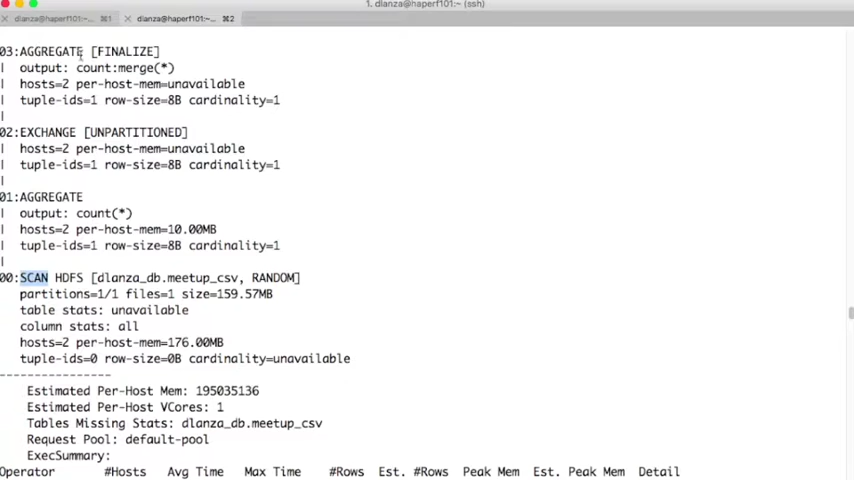 1. dlanza@haperf101:~ (ssh)
dlanza@haperf101:~... ⌘1
dlanza@haperf101:~... ⌘2
03:AGGREGATE [FINALIZE]
|  output: count:merge(*)
|  hosts=2 per-host-mem=unavailable
|  tuple-ids=1 row-size=8B cardinality=1
|
02:EXCHANGE [UNPARTITIONED]
|  hosts=2 per-host-mem=unavailable
|  tuple-ids=1 row-size=8B cardinality=1
|
01:AGGREGATE
|  output: count(*)
|  hosts=2 per-host-mem=10.00MB
|  tuple-ids=1 row-size=8B cardinality=1
|
00:SCAN HDFS [dlanza_db.meetup_csv, RANDOM]
partitions=1/1 files=1 size=159.57MB
table stats: unavailable
column stats: all
hosts=2 per-host-mem=176.00MB
tuple-ids=0 row-size=0B cardinality=unavailable
----------------
Estimated Per-Host Mem: 195035136
Estimated Per-Host VCores: 1
Tables Missing Stats: dlanza_db.meetup_csv
Request Pool: default-pool
ExecSummary:
Operator #Hosts Avg Time Max Time #Rows Est. #Rows Peak Mem Est. Peak Mem Detail